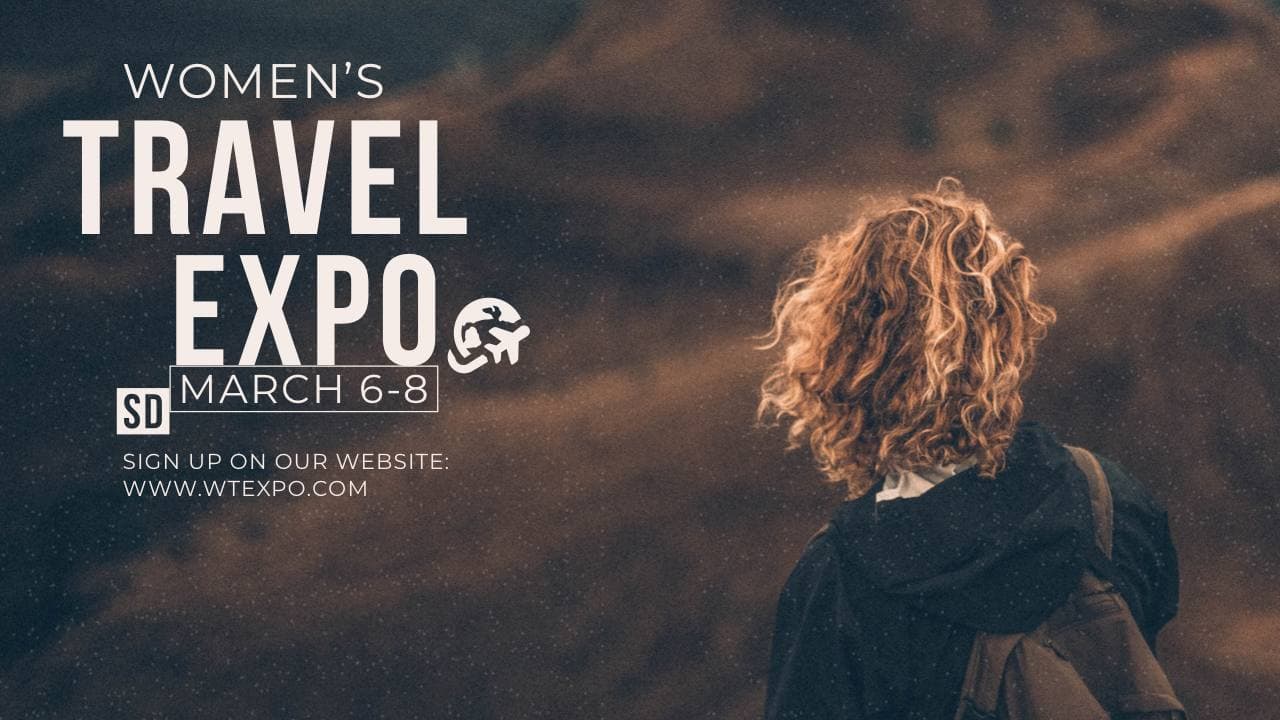 WOMEN’S
TRAVEL
EXPO
MARCH 6-8
SD
SIGN UP ON OUR WEBSITE:
WWW.WTEXPO.COM